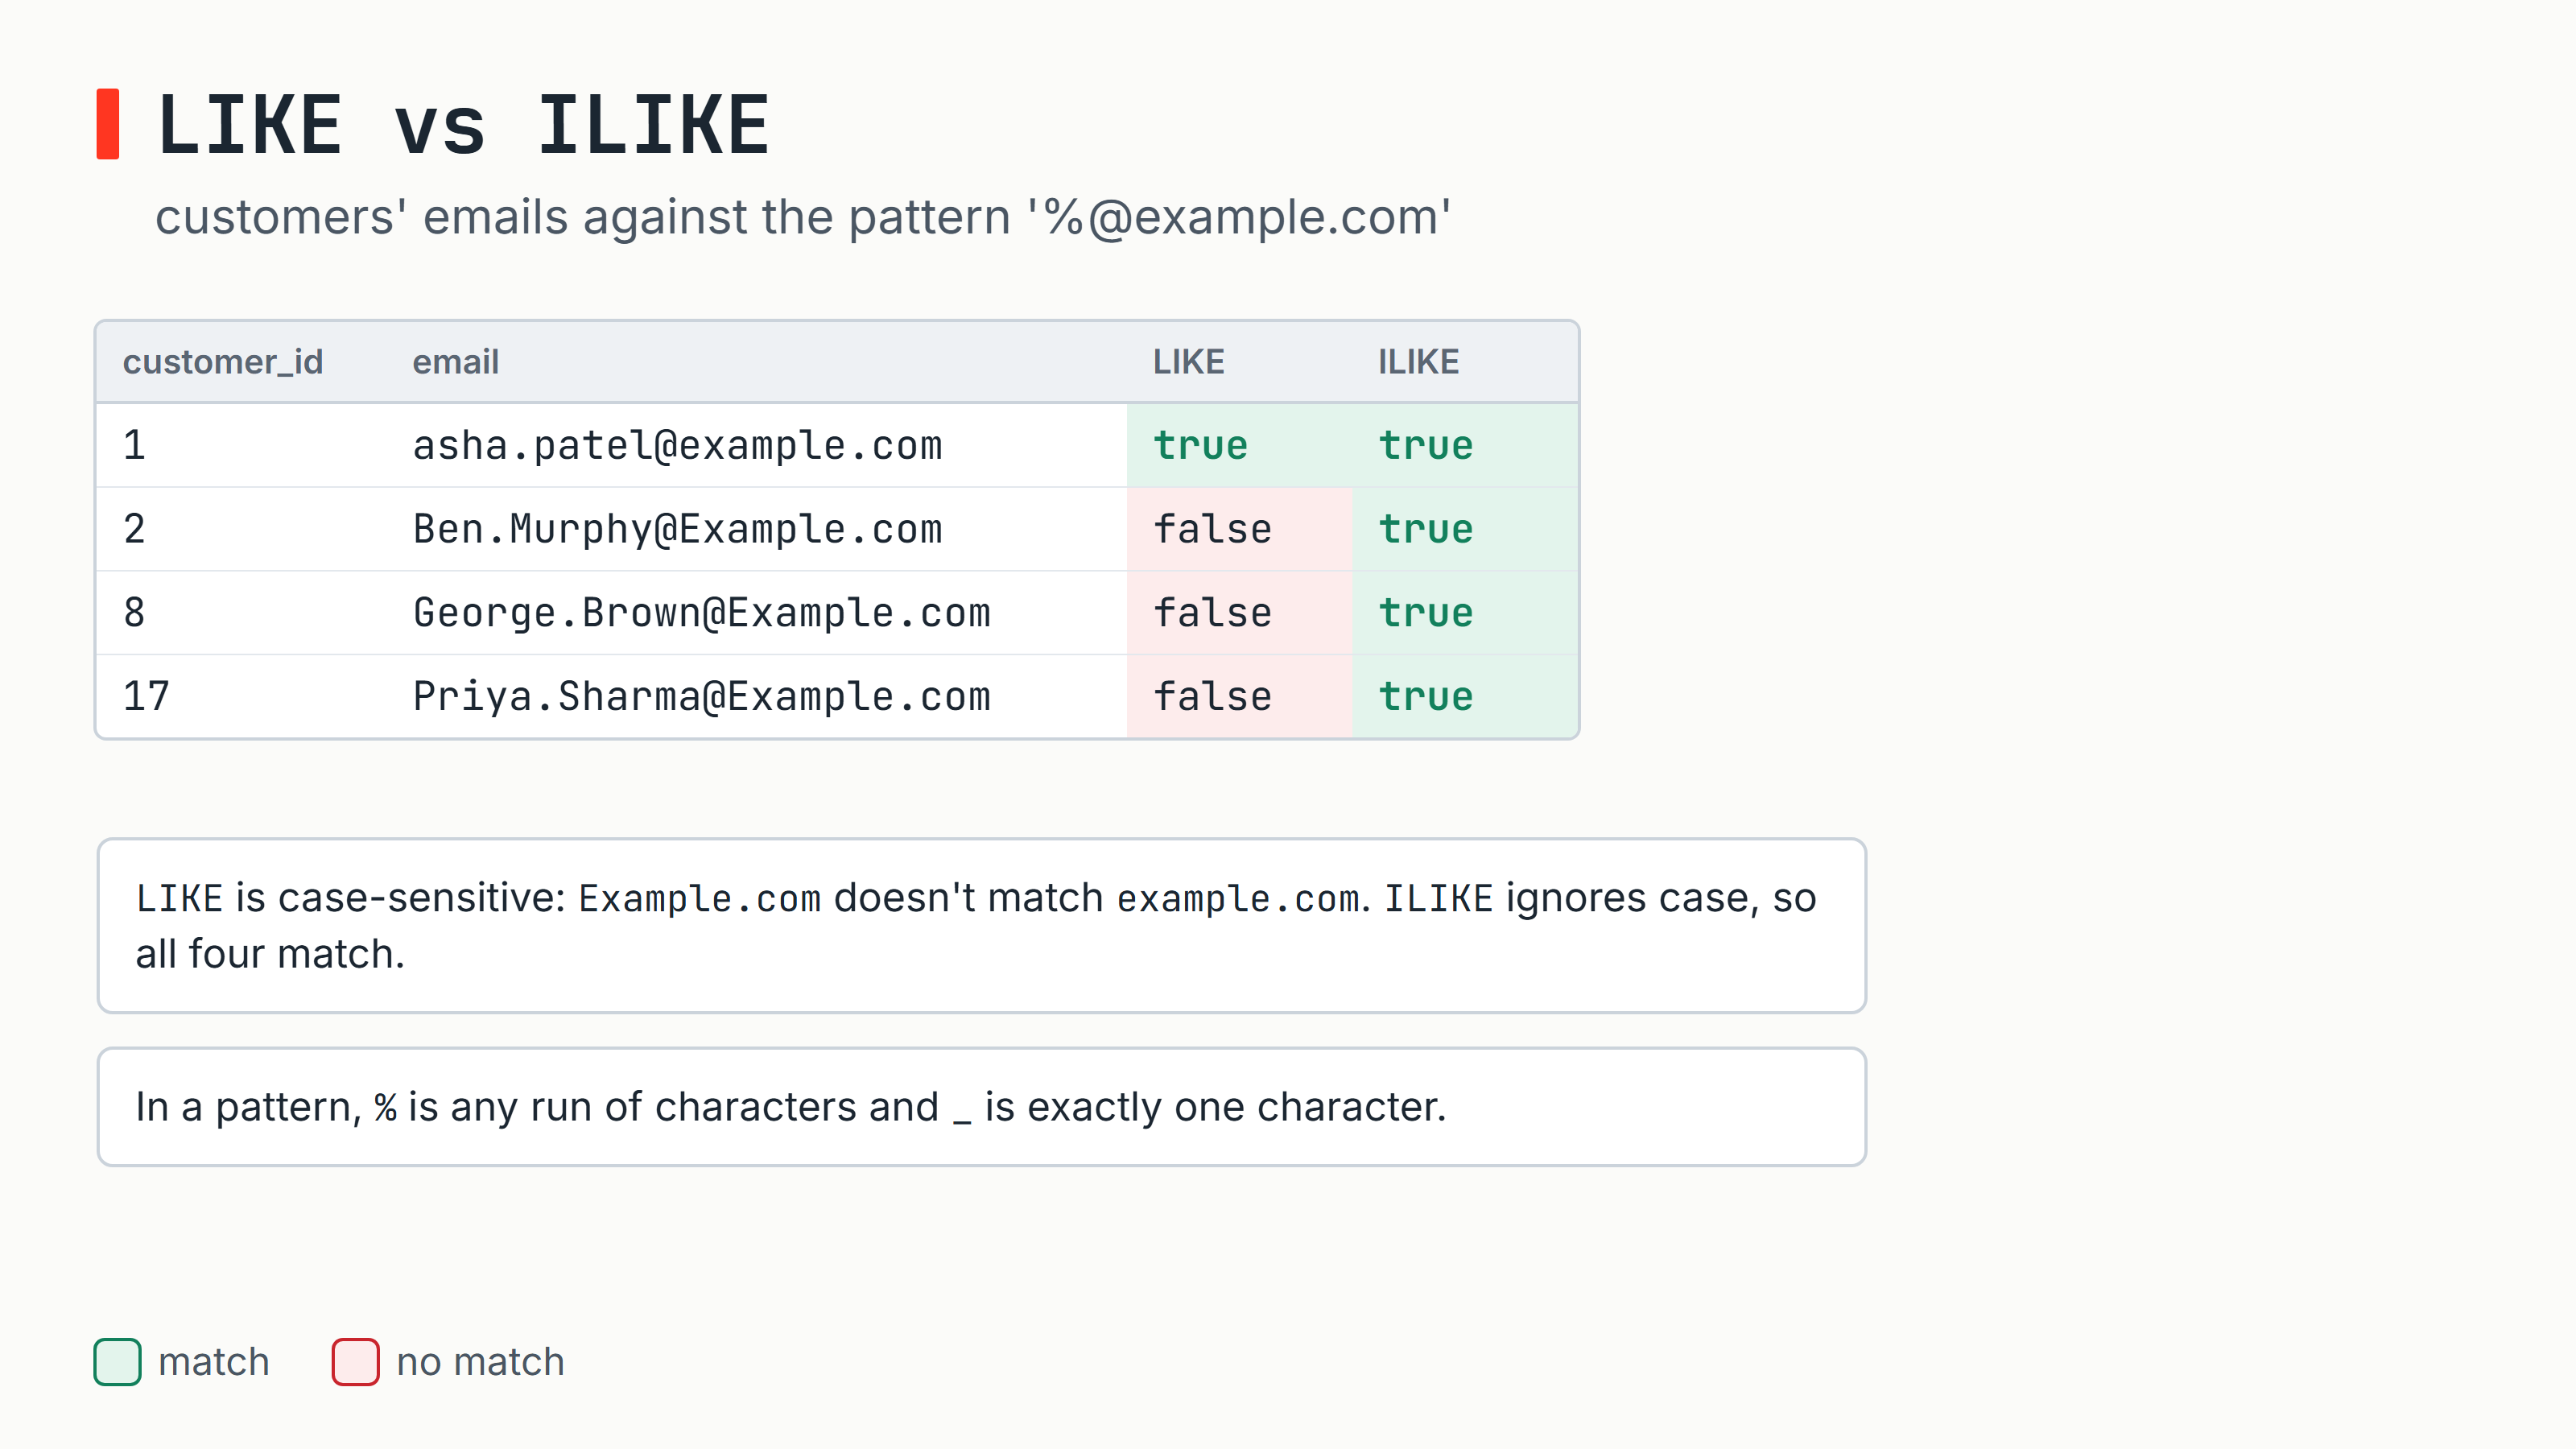 LIKE vs ILIKE
customers' emails against the pattern '%@example.com'
customer_id email LIKE ILIKE
1 asha.patel@example.com true true
2 Ben.Murphy@Example.com false true
8 George.Brown@Example.com false true
17 Priya.Sharma@Example.com false true
LIKE is case-sensitive: Example.com doesn't match example.com. ILIKE ignores case, so
all four match.
In a pattern, % is any run of characters and _ is exactly one character.
match no match